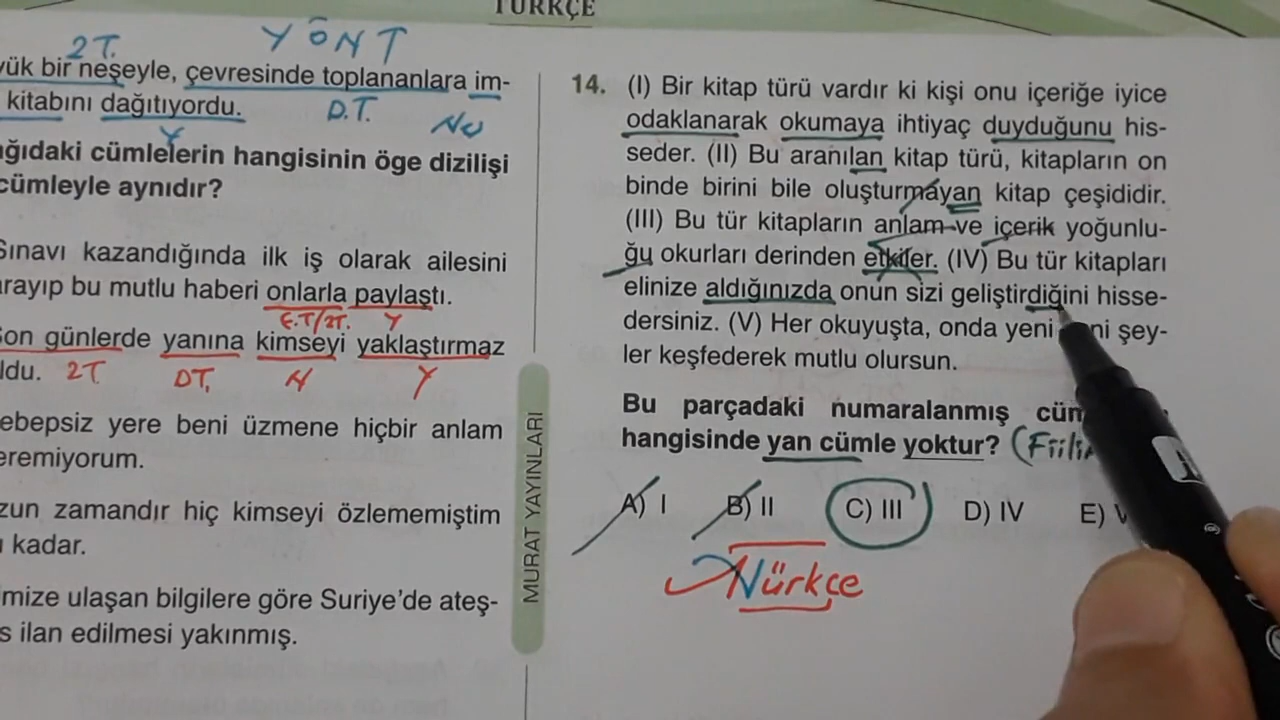 TÜRKÇE
2T. YÖNT
yük bir neşeyle, çevresinde toplananlara im-
kitabını dağıtıyordu. D.T. No
Y
ağıdaki cümlelerin hangisinin öge dizilişi
cümleyle aynıdır?
Sınavı kazandığında ilk iş olarak ailesini
arayıp bu mutlu haberi onlarla paylaştı.
E.T/2T. Y
Son günlerde yanına kimseyi yaklaştırmaz
ldu. 2T DT. N Y
ebepsiz yere beni üzmene hiçbir anlam
eremiyorum.
zun zamandır hiç kimseyi özlememiştim
kadar.
mize ulaşan bilgilere göre Suriye'de ateş-
s ilan edilmesi yakınmış.
MURAT YAYINLARI
14. (I) Bir kitap türü vardır ki kişi onu içeriğe iyice
odaklanarak okumaya ihtiyaç duyduğunu his-
seder. (II) Bu aranılan kitap türü, kitapların on
binde birini bile oluşturmayan kitap çeşididir.
(III) Bu tür kitapların anlam ve içerik yoğunlu-
ğu okurları derinden etkiler. (IV) Bu tür kitapları
elinize aldığınızda onun sizi geliştirdiğini hisse-
dersiniz. (V) Her okuyuşta, onda yeni yeni şey-
ler keşfederek mutlu olursun.
Bu parçadaki numaralanmış cüm
hangisinde yan cümle yoktur? (Fiili
A) I B) II C) III D) IV E) V
Nürkçe